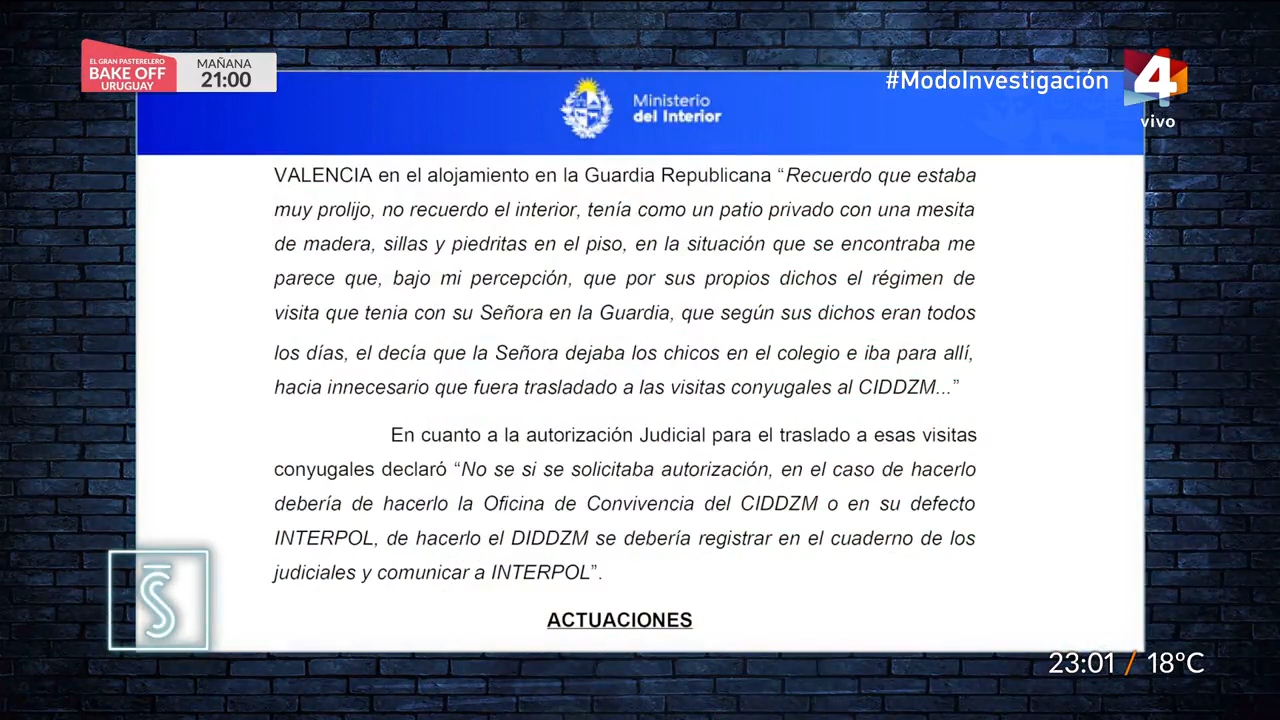 EL GRAN PASTERELERO
BAKE OFF
URUGUAY
MAÑANA
21:00
#ModoInvestigación
4
vivo
Ministerio
del Interior
VALENCIA en el alojamiento en la Guardia Republicana “Recuerdo que estaba
muy prolijo, no recuerdo el interior, tenía como un patio privado con una mesita
de madera, sillas y piedritas en el piso, en la situación que se encontraba me
parece que, bajo mi percepción, que por sus propios dichos el régimen de
visita que tenia con su Señora en la Guardia, que según sus dichos eran todos
los días, el decía que la Señora dejaba los chicos en el colegio e iba para allí,
hacia innecesario que fuera trasladado a las visitas conyugales al CIDDZM...”
En cuanto a la autorización Judicial para el traslado a esas visitas
conyugales declaró “No se si se solicitaba autorización, en el caso de hacerlo
debería de hacerlo la Oficina de Convivencia del CIDDZM o en su defecto
INTERPOL, de hacerlo el DIDDZM se debería registrar en el cuaderno de los
judiciales y comunicar a INTERPOL”.
ACTUACIONES
S
23:01 / 18°C